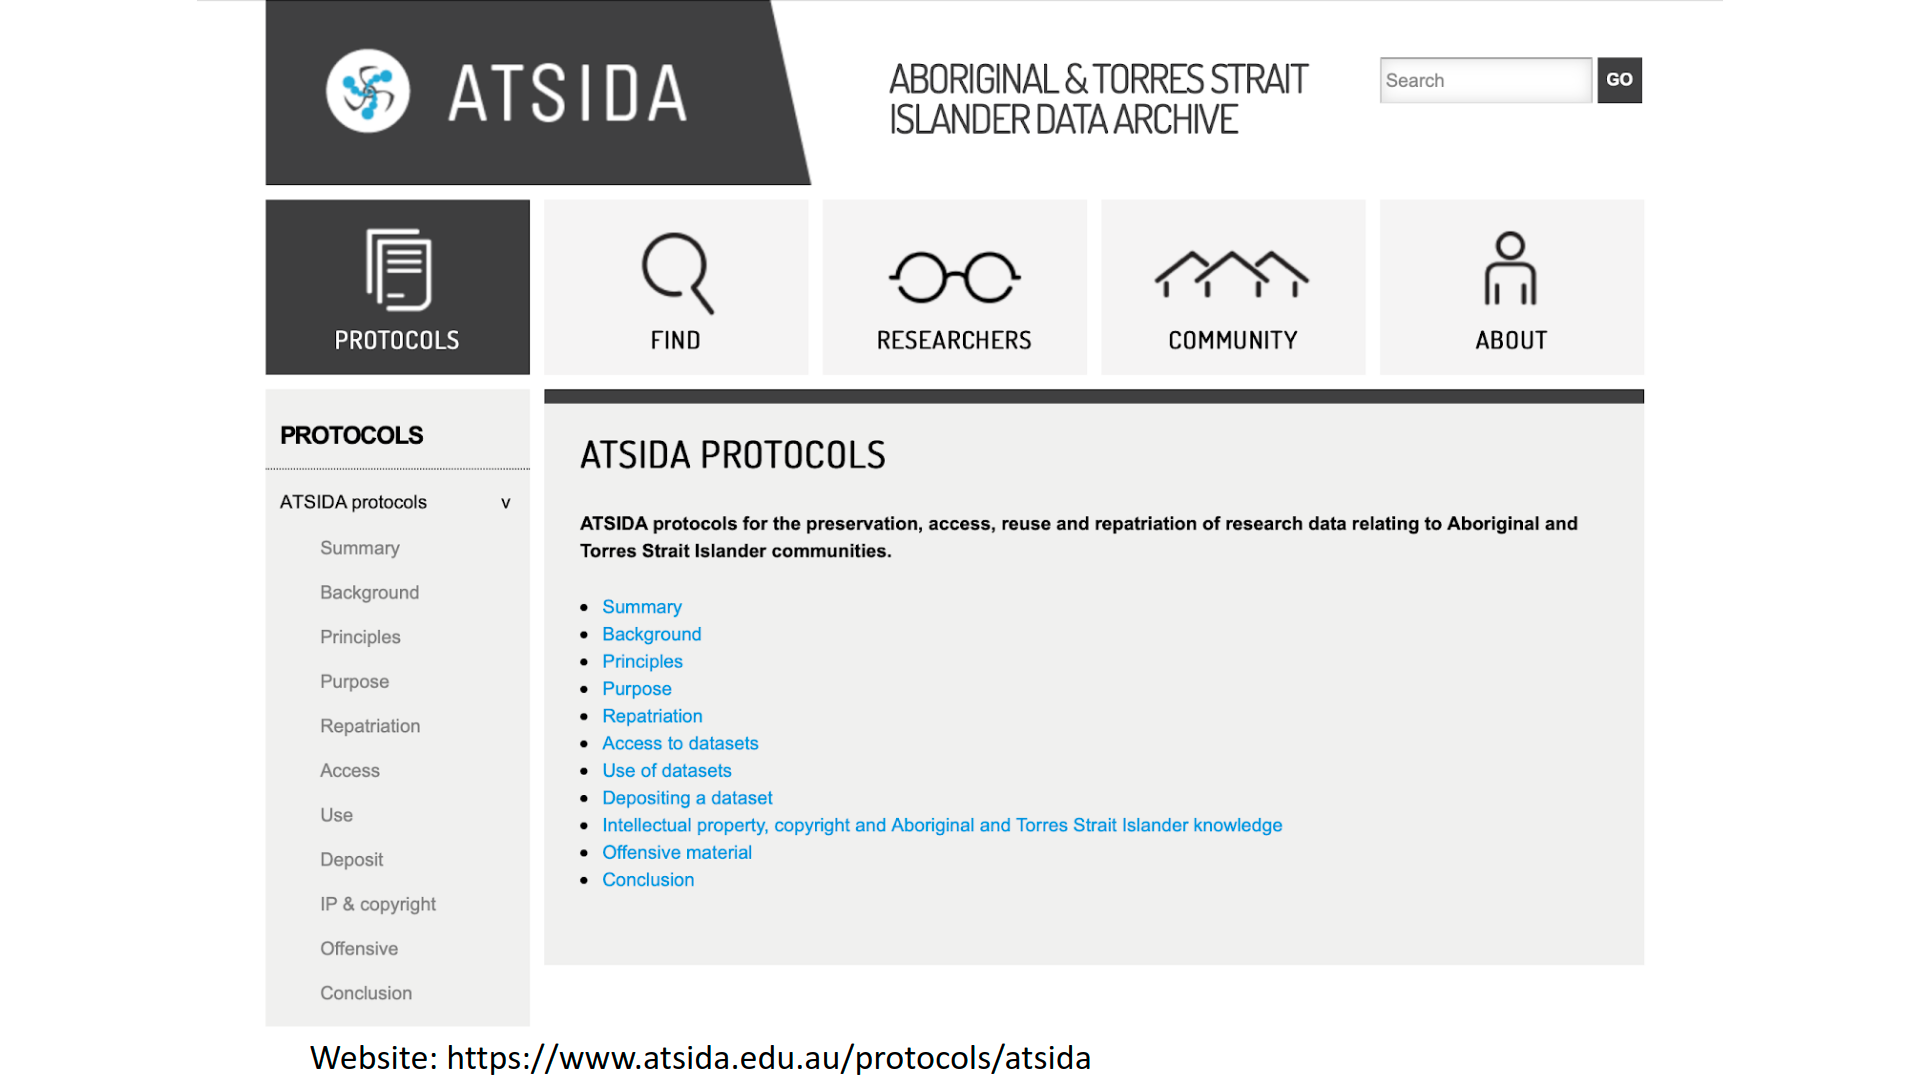 ATSIDA
ABORIGINAL & TORRES STRAIT
ISLANDER DATA ARCHIVE
Search
GO
PROTOCOLS
FIND
RESEARCHERS
COMMUNITY
ABOUT
PROTOCOLS
ATSIDA protocols v
Summary
Background
Principles
Purpose
Repatriation
Access
Use
Deposit
IP & copyright
Offensive
Conclusion
ATSIDA PROTOCOLS
ATSIDA protocols for the preservation, access, reuse and repatriation of research data relating to Aboriginal and
Torres Strait Islander communities.
• Summary
• Background
• Principles
• Purpose
• Repatriation
• Access to datasets
• Use of datasets
• Depositing a dataset
• Intellectual property, copyright and Aboriginal and Torres Strait Islander knowledge
• Offensive material
• Conclusion
Website: https://www.atsida.edu.au/protocols/atsida